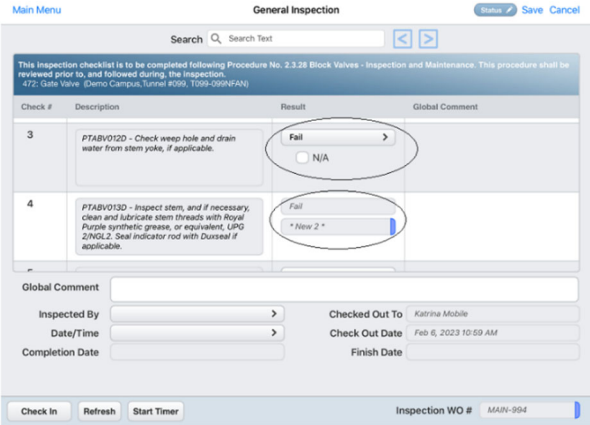 Main Menu General Inspection Status Save Cancel
Search Search Text < >
This inspection checklist is to be completed following Procedure No. 2.3.28 Block Valves - Inspection and Maintenance. This procedure shall be
reviewed prior to, and followed during, the inspection.
472: Gate Valve (Demo Campus,Tunnel #099, T099-099NFAN)
Check # Description Result Global Comment
3 PTABV012D - Check weep hole and drain
water from stem yoke, if applicable.
Fail >
N/A
4 PTABV013D - Inspect stem, and if necessary,
clean and lubricate stem threads with Royal
Purple synthetic grease, or equivalent, UPG
2/NGL2. Seal indicator rod with Duxseal if
applicable.
Fail
* New 2 *
Global Comment
Inspected By > Checked Out To Katrina Mobile
Date/Time > Check Out Date Feb 6, 2023 10:59 AM
Completion Date Finish Date
Check In Refresh Start Timer Inspection WO # MAIN-994